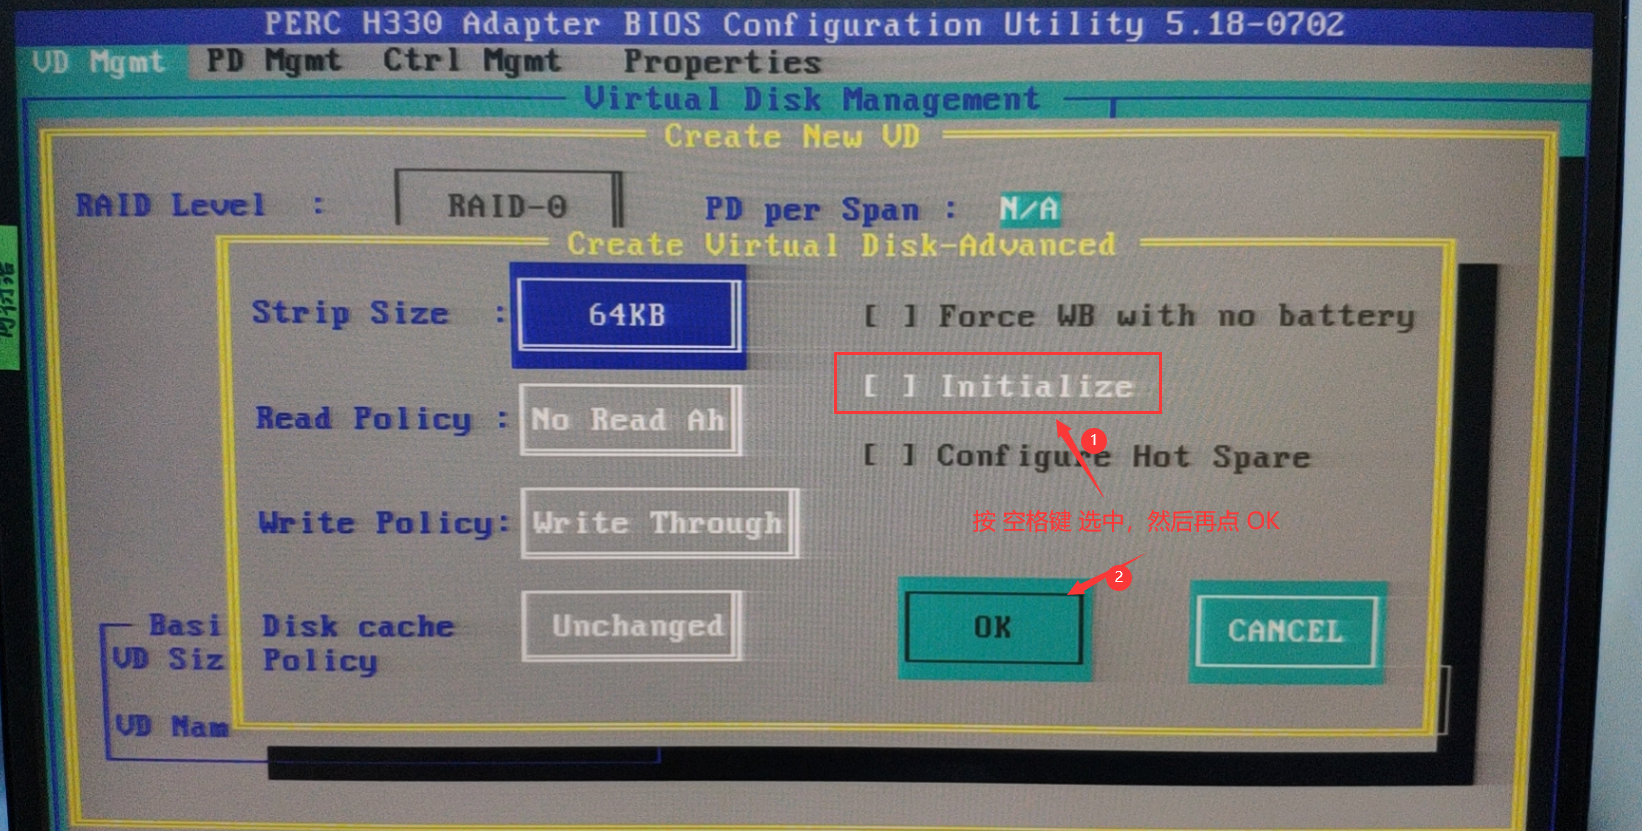 PERC H330 Adapter BIOS Configuration Utility 5.18-0702
VD Mgmt PD Mgmt Ctrl Mgmt Properties
Virtual Disk Management
Create New VD
RAID Level : RAID-0 PD per Span : N/A
Create Virtual Disk-Advanced
Strip Size : 64KB [ ] Force WB with no battery
[ ] Initialize
Read Policy : No Read Ah
1
[ ] Configure Hot Spare
Write Policy: Write Through
按 空格键 选中，然后再点 OK
2
Basi Disk cache Unchanged OK CANCEL
VD Siz Policy
VD Nam